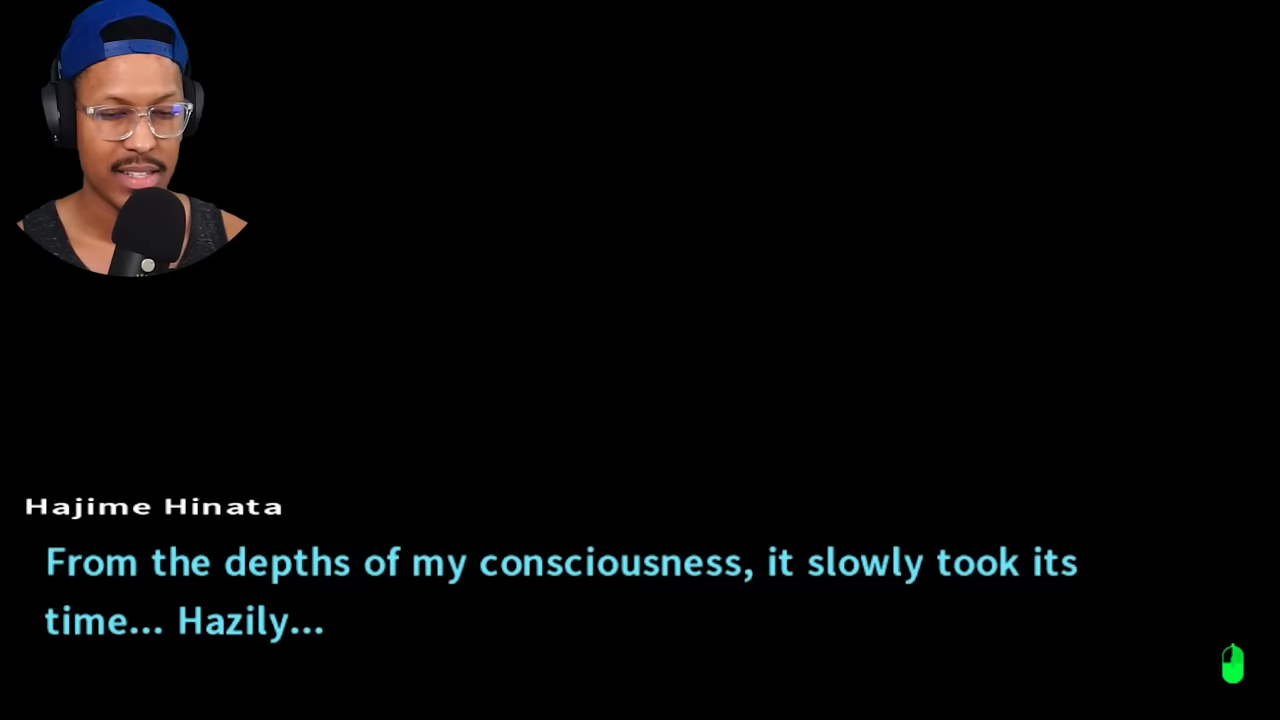 Hajime Hinata
From the depths of my consciousness, it slowly took its
time... Hazily...